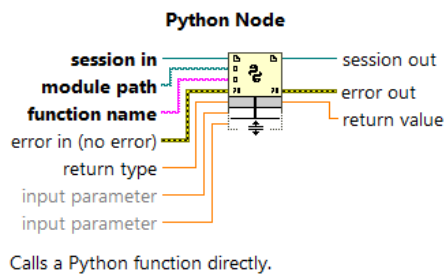 Python Node
session in
session out
module path
function name
error in (no error)
error out
return value
return type
input parameter
input parameter
Calls a Python function directly.